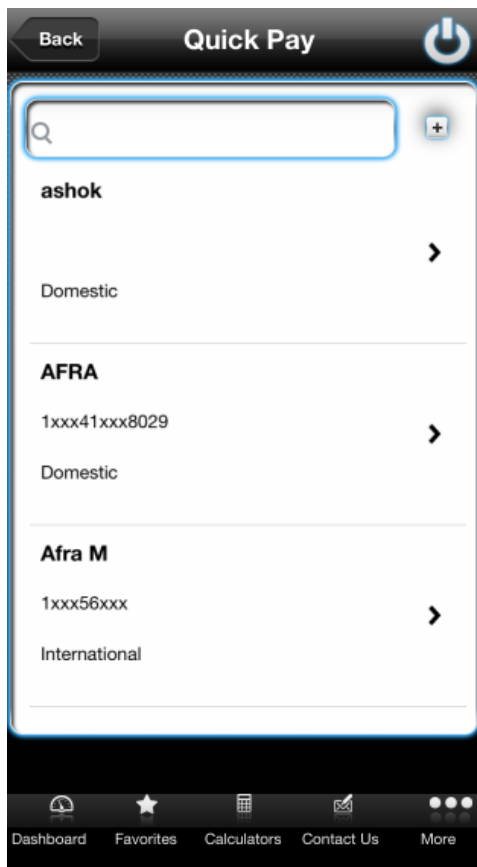 Back
Quick Pay
ashok
Domestic
AFRA
1xxx41xxx8029
Domestic
Afra M
1xxx56xxx
International
Dashboard
Favorites
Calculators
Contact Us
More